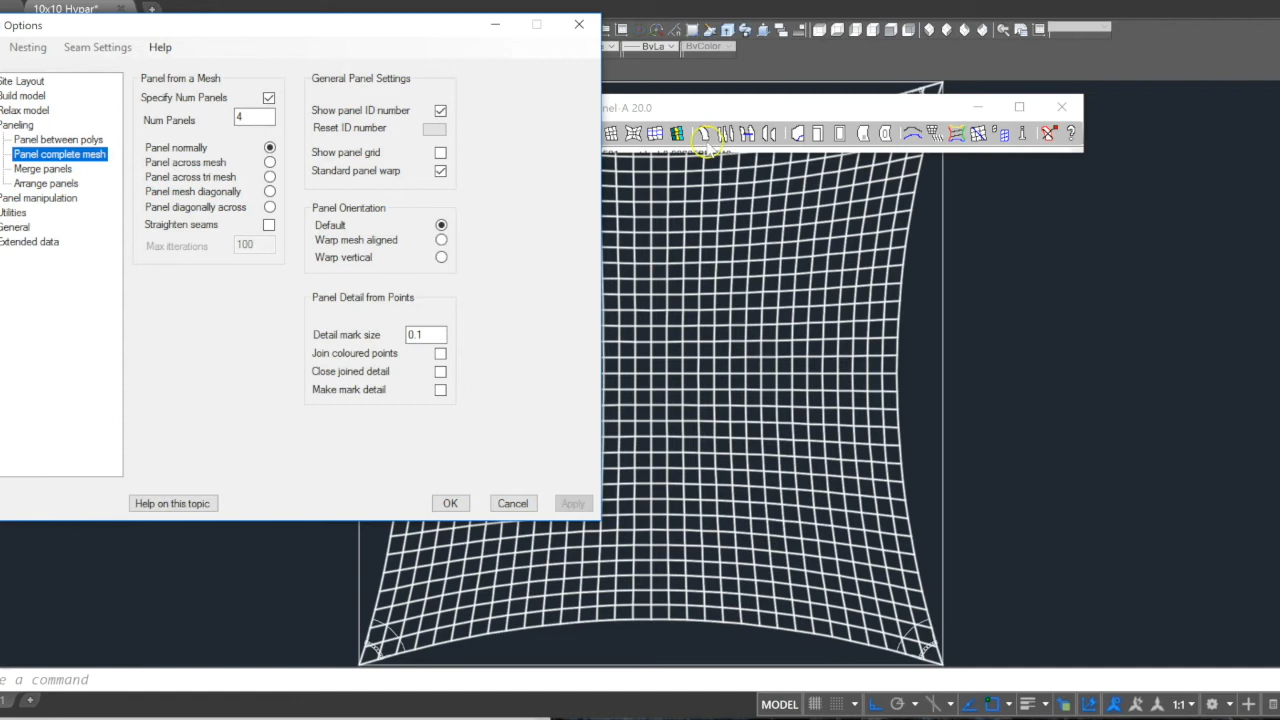 10x10 Hypar*
Options
Nesting Seam Settings Help
Site Layout
Build model
Relax model
Paneling
Panel between polys
Panel complete mesh
Merge panels
Arrange panels
Panel manipulation
Utilities
General
Extended data
Panel from a Mesh
Specify Num Panels
Num Panels 4
Panel normally
Panel across mesh
Panel across tri mesh
Panel mesh diagonally
Panel diagonally across
Straighten seams
Max itterations 100
General Panel Settings
Show panel ID number
Reset ID number
Show panel grid
Standard panel warp
Panel Orientation
Default
Warp mesh aligned
Warp vertical
Panel Detail from Points
Detail mark size 0.1
Join coloured points
Close joined detail
Make mark detail
Help on this topic OK Cancel Apply
ByLa ByColor
nel-A 20.0
e a command
1
MODEL 1:1